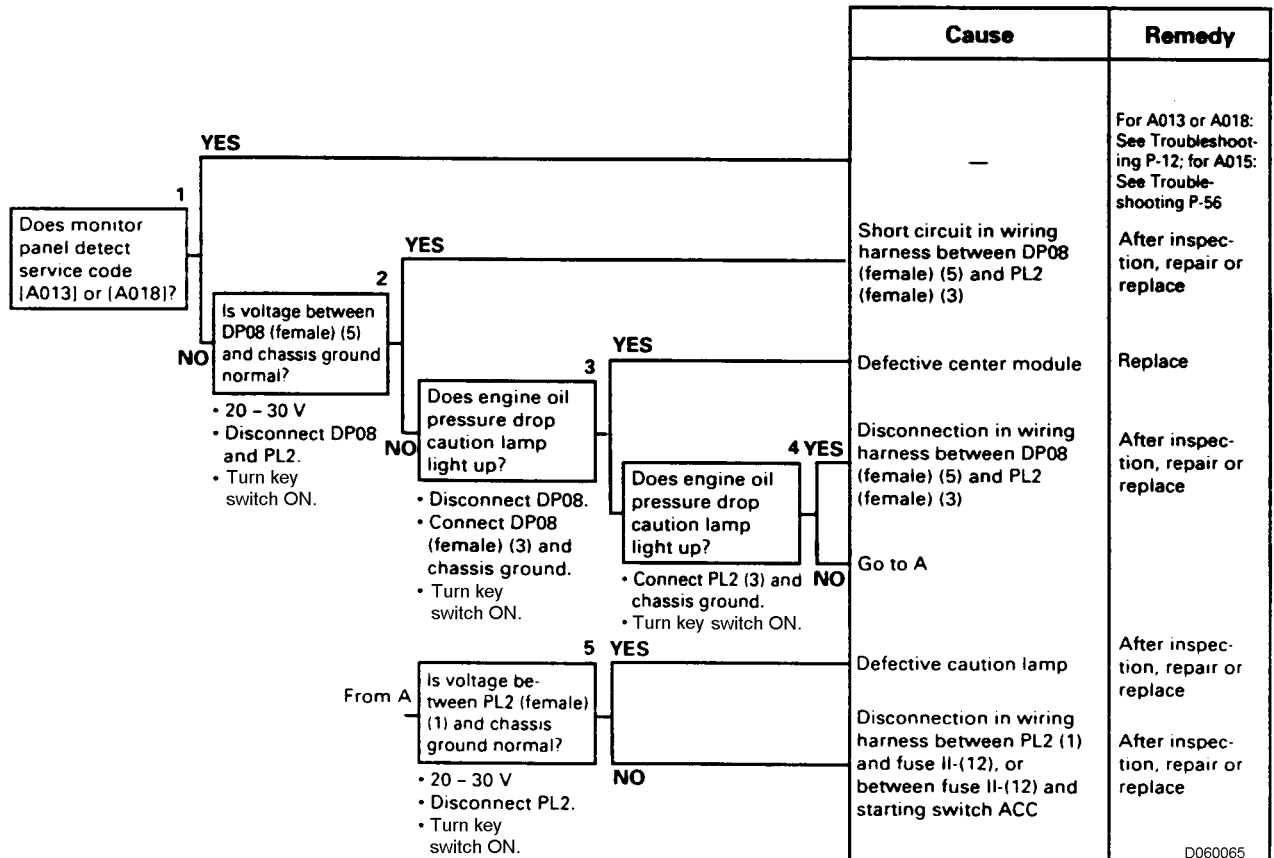 Cause
Remedy
YES
—
For A013 or A018:
See Troubleshoot-
ing P-12; for A015:
See Trouble-
shooting P-56
1
Does monitor
panel detect
service code
[A013] or [A018]?
NO
YES
Short circuit in wiring
harness between DP08
(female) (5) and PL2
(female) (3)
After inspec-
tion, repair or
replace
2
Is voltage between
DP08 (female) (5)
and chassis ground
normal?
• 20 – 30 V
• Disconnect DP08
and PL2.
• Turn key
switch ON.
NO
YES
Defective center module
Replace
3
Does engine oil
pressure drop
caution lamp
light up?
• Disconnect DP08.
• Connect DP08
(female) (3) and
chassis ground.
• Turn key
switch ON.
4 YES
Disconnection in wiring
harness between DP08
(female) (5) and PL2
(female) (3)
After inspec-
tion, repair or
replace
Does engine oil
pressure drop
caution lamp
light up?
• Connect PL2 (3) and
chassis ground.
• Turn key switch ON.
NO
Go to A
5 YES
From A
Is voltage be-
tween PL2 (female)
(1) and chassis
ground normal?
• 20 – 30 V
• Disconnect PL2.
• Turn key
switch ON.
Defective caution lamp
After inspec-
tion, repair or
replace
NO
Disconnection in wiring
harness between PL2 (1)
and fuse II-(12), or
between fuse II-(12) and
starting switch ACC
After inspec-
tion, repair or
replace
D060065